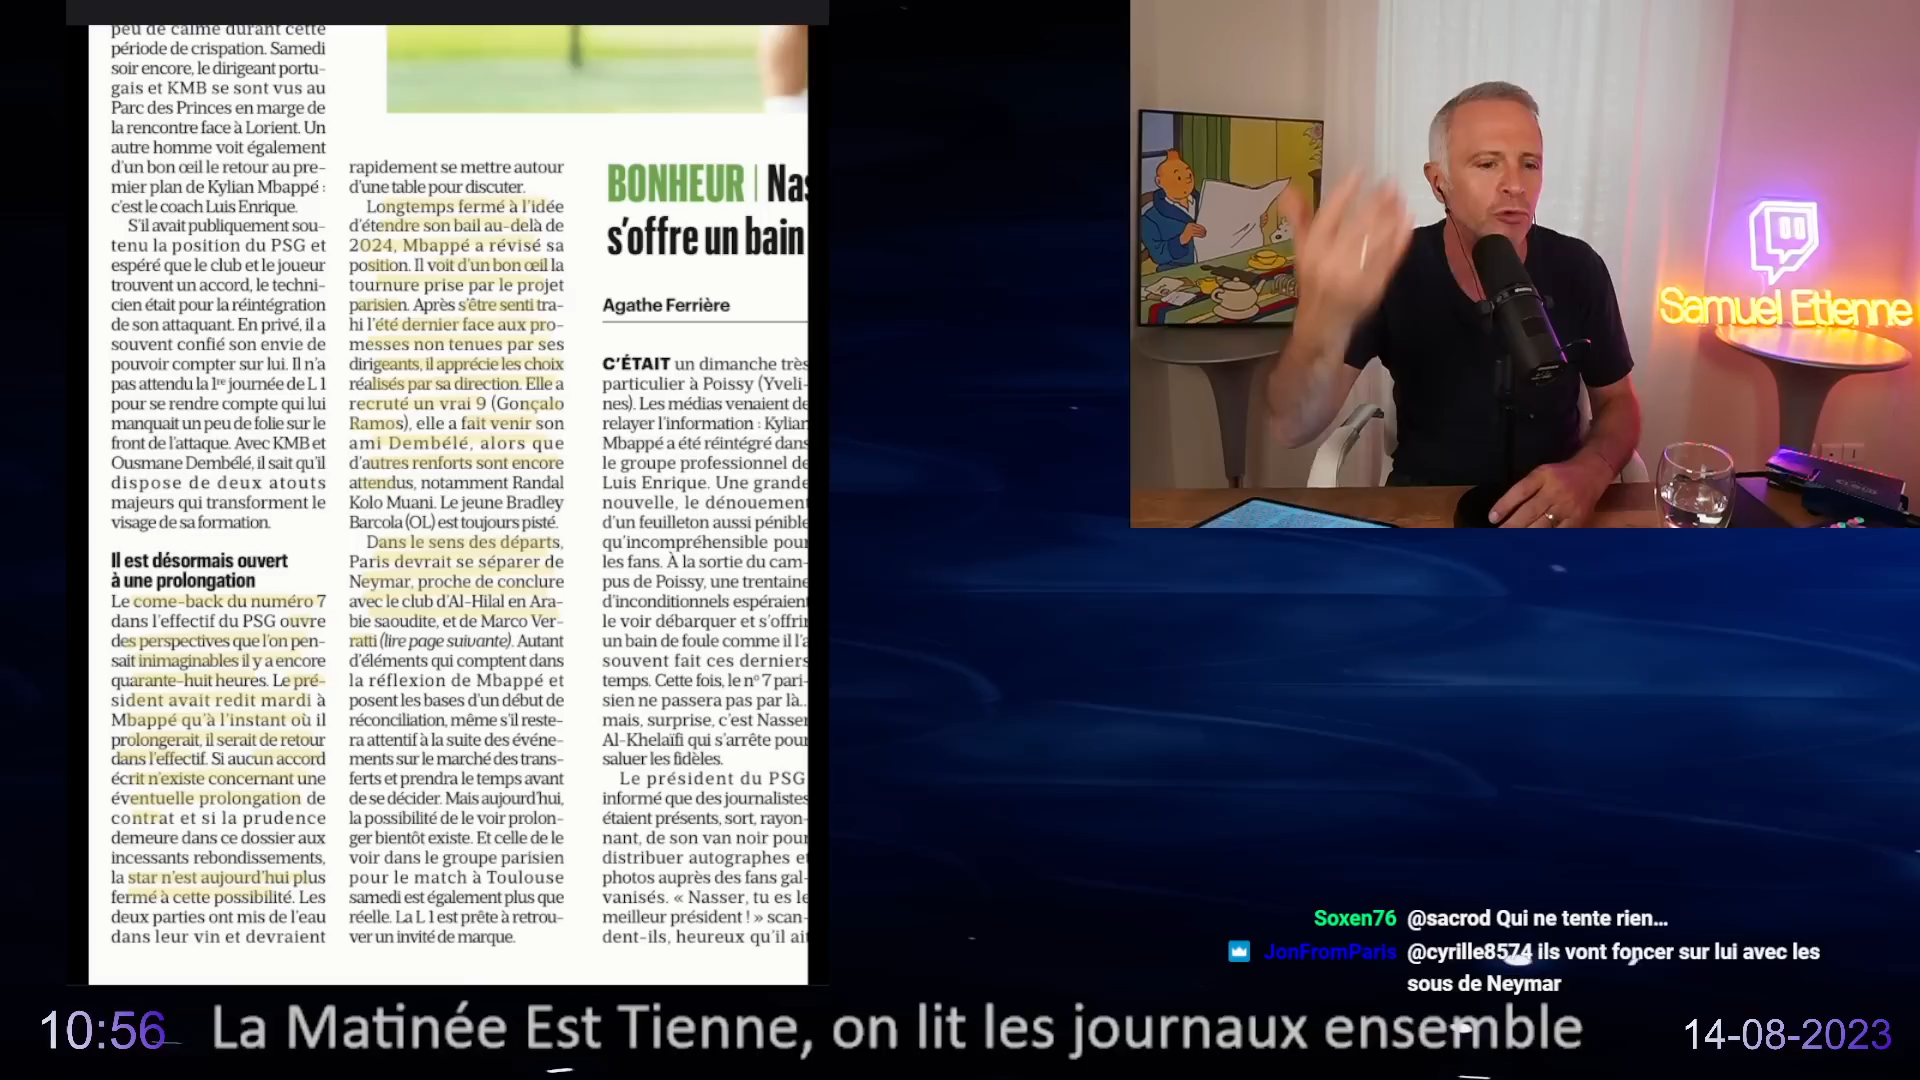 peu de calme durant cette
période de crispation. Samedi
soir encore, le dirigeant portu-
gais et KMB se sont vus au
Parc des Princes en marge de
la rencontre face à Lorient. Un
autre homme voit également
d'un bon œil le retour au pre-
mier plan de Kylian Mbappé :
c'est le coach Luis Enrique.
S'il avait publiquement sou-
tenu la position du PSG et
espéré que le club et le joueur
trouvent un accord, le techni-
cien était pour la réintégration
de son attaquant. En privé, il a
souvent confié son envie de
pouvoir compter sur lui. Il n'a
pas attendu la 1re journée de L 1
pour se rendre compte qui lui
manquait un peu de folie sur le
front de l'attaque. Avec KMB et
Ousmane Dembélé, il sait qu'il
dispose de deux atouts
majeurs qui transforment le
visage de sa formation.
Il est désormais ouvert
à une prolongation
Le come-back du numéro 7
dans l'effectif du PSG ouvre
des perspectives que l'on pen-
sait inimaginables il y a encore
quarante-huit heures. Le pré-
sident avait redit mardi à
Mbappé qu'à l'instant où il
prolongerait, il serait de retour
dans l'effectif. Si aucun accord
écrit n'existe concernant une
éventuelle prolongation de
contrat et si la prudence
demeure dans ce dossier aux
incessants rebondissements,
la star n'est aujourd'hui plus
fermé à cette possibilité. Les
deux parties ont mis de l'eau
dans leur vin et devraient
rapidement se mettre autour
d'une table pour discuter.
Longtemps fermé à l'idée
d'étendre son bail au-delà de
2024, Mbappé a révisé sa
position. Il voit d'un bon œil la
tournure prise par le projet
parisien. Après s'être senti tra-
hi l'été dernier face aux pro-
messes non tenues par ses
dirigeants, il apprécie les choix
réalisés par sa direction. Elle a
recruté un vrai 9 (Gonçalo
Ramos), elle a fait venir son
ami Dembélé, alors que
d'autres renforts sont encore
attendus, notamment Randal
Kolo Muani. Le jeune Bradley
Barcola (OL) est toujours pisté.
Dans le sens des départs,
Paris devrait se séparer de
Neymar, proche de conclure
avec le club d'Al-Hilal en Ara-
bie saoudite, et de Marco Ver-
ratti (lire page suivante). Autant
d'éléments qui comptent dans
la réflexion de Mbappé et
posent les bases d'un début de
réconciliation, même s'il reste-
ra attentif à la suite des événe-
ments sur le marché des trans-
ferts et prendra le temps avant
de se décider. Mais aujourd'hui,
la possibilité de le voir prolon-
ger bientôt existe. Et celle de le
voir dans le groupe parisien
pour le match à Toulouse
samedi est également plus que
réelle. La L 1 est prête à retrou-
ver un invité de marque.
BONHEUR | Nas
s'offre un bain
Agathe Ferrière
C'ÉTAIT un dimanche très
particulier à Poissy (Yveli-
nes). Les médias venaient de
relayer l'information : Kylian
Mbappé a été réintégré dans
le groupe professionnel de
Luis Enrique. Une grande
nouvelle, le dénouement
d'un feuilleton aussi pénible
qu'incompréhensible pour
les fans. À la sortie du cam-
pus de Poissy, une trentaine
d'inconditionnels espéraient
le voir débarquer et s'offrir
un bain de foule comme il l'a
souvent fait ces derniers
temps. Cette fois, le n° 7 pari-
sien ne passera pas par là...
mais, surprise, c'est Nasser
Al-Khelaïfi qui s'arrête pour
saluer les fidèles.
Le président du PSG
informé que des journalistes
étaient présents, sort, rayon-
nant, de son van noir pour
distribuer autographes et
photos auprès des fans gal-
vanisés. « Nasser, tu es le
meilleur président ! » scan-
dent-ils, heureux qu'il ait
Samuel Etienne
Soxen76 @sacrod Qui ne tente rien...
JonFromParis @cyrille8574 ils vont foncer sur lui avec les
sous de Neymar
10:56 La Matinée Est Tienne, on lit les journaux ensemble 14-08-2023